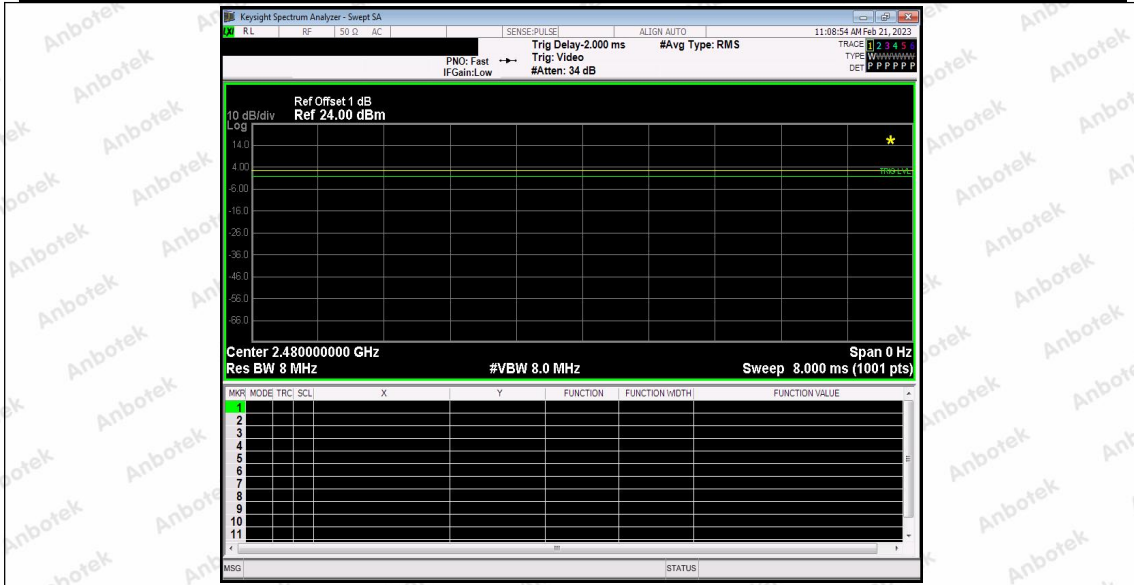 Keysight Spectrum Analyzer - Swept SA
RL RF 50 Ω AC SENSE:PULSE ALIGN AUTO 11:08:54 AM Feb 21, 2023
Trig Delay-2.000 ms #Avg Type: RMS TRACE 1 2 3 4 5 6
PNO: Fast Trig: Video TYPE WWWWWW
IFGain:Low #Atten: 34 dB DET P P P P P P
Ref Offset 1 dB
10 dB/div Ref 24.00 dBm
Log
14.0
4.00
TRIG LVL
-6.00
-16.0
-26.0
-36.0
-46.0
-56.0
-66.0
Center 2.480000000 GHz Span 0 Hz
Res BW 8 MHz #VBW 8.0 MHz Sweep 8.000 ms (1001 pts)
MKR MODE TRC SCL X Y FUNCTION FUNCTION WIDTH FUNCTION VALUE
1
2
3
4
5
6
7
8
9
10
11
MSG STATUS
Anbotek